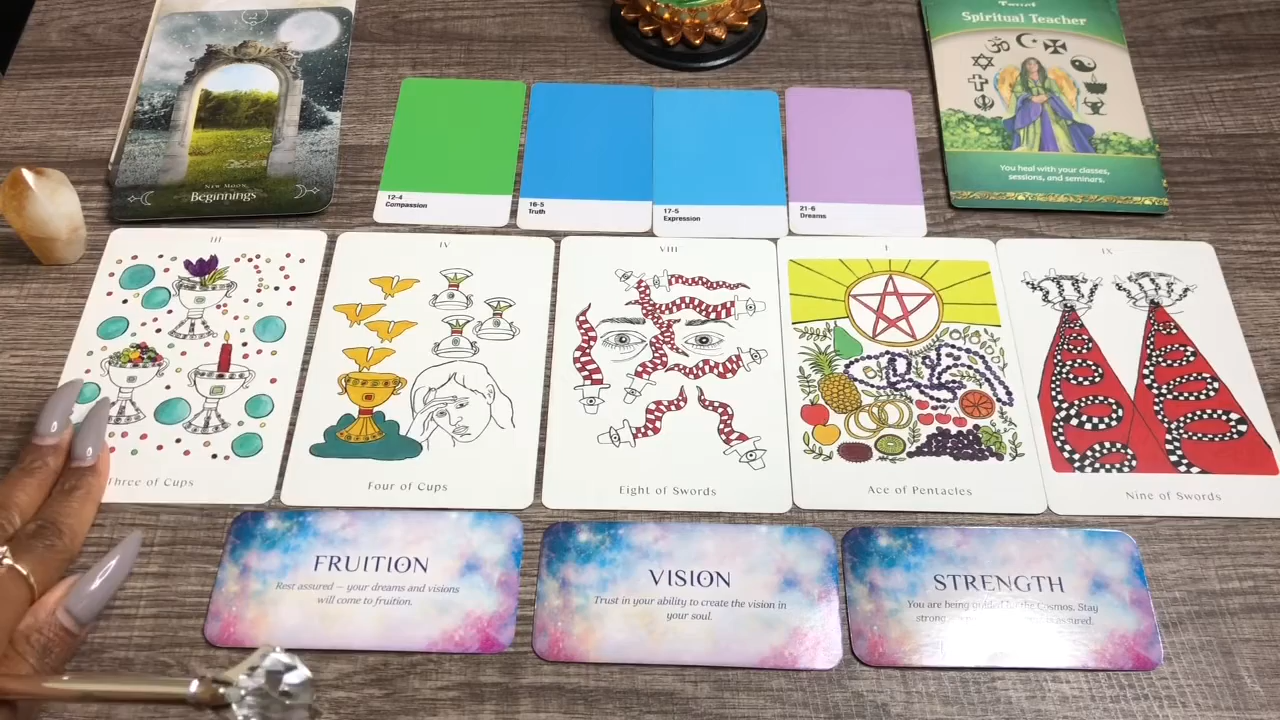 Spiritual Teacher
You heal with your classes,
sessions, and seminars.
New Moon
Beginnings
12-4
Compassion
16-5
Truth
17-5
Expression
21-6
Dreams
III
Three of Cups
IV
Four of Cups
VIII
Eight of Swords
I
Ace of Pentacles
IX
Nine of Swords
FRUITION
Rest assured — your dreams and visions
will come to fruition.
VISION
Trust in your ability to create the vision in
your soul.
STRENGTH
You are being guided by the Cosmos. Stay
strong assured.